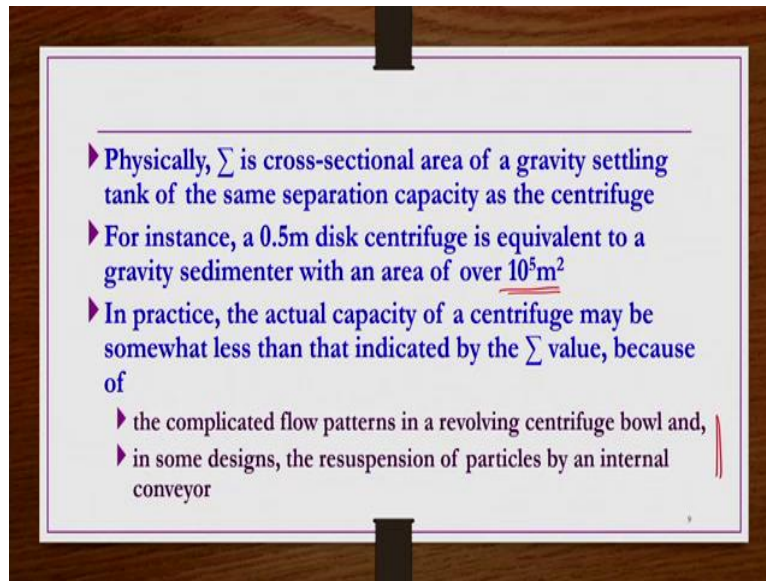 Physically, ∑ is cross-sectional area of a gravity settling
tank of the same separation capacity as the centrifuge
For instance, a 0.5m disk centrifuge is equivalent to a
gravity sedimenter with an area of over 10⁵m²
In practice, the actual capacity of a centrifuge may be
somewhat less than that indicated by the ∑ value, because
of
the complicated flow patterns in a revolving centrifuge bowl and,
in some designs, the resuspension of particles by an internal
conveyor
9